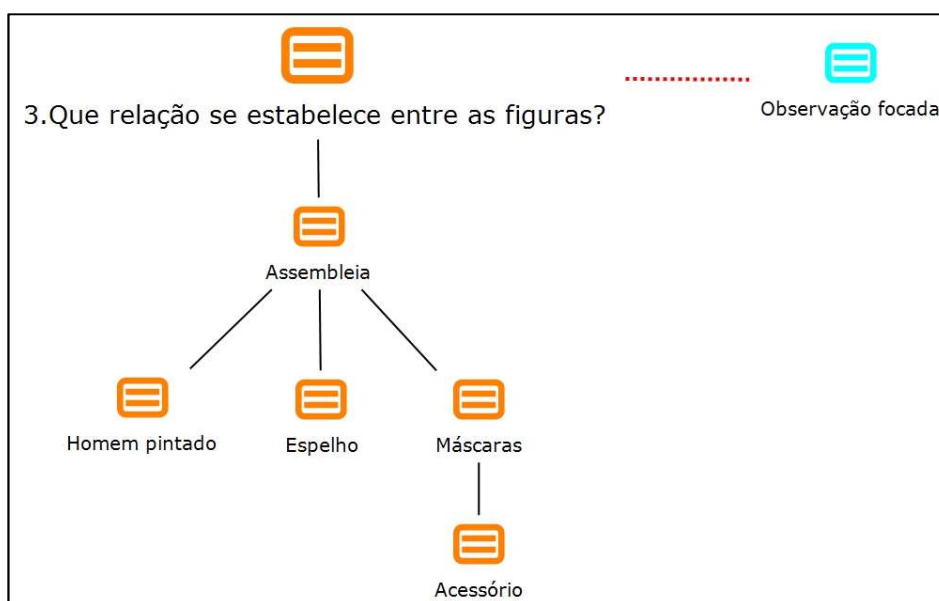 3.Que relação se estabelece entre as figuras?
Observação focada
Assembleia
Homem pintado
Espelho
Máscaras
Acessório